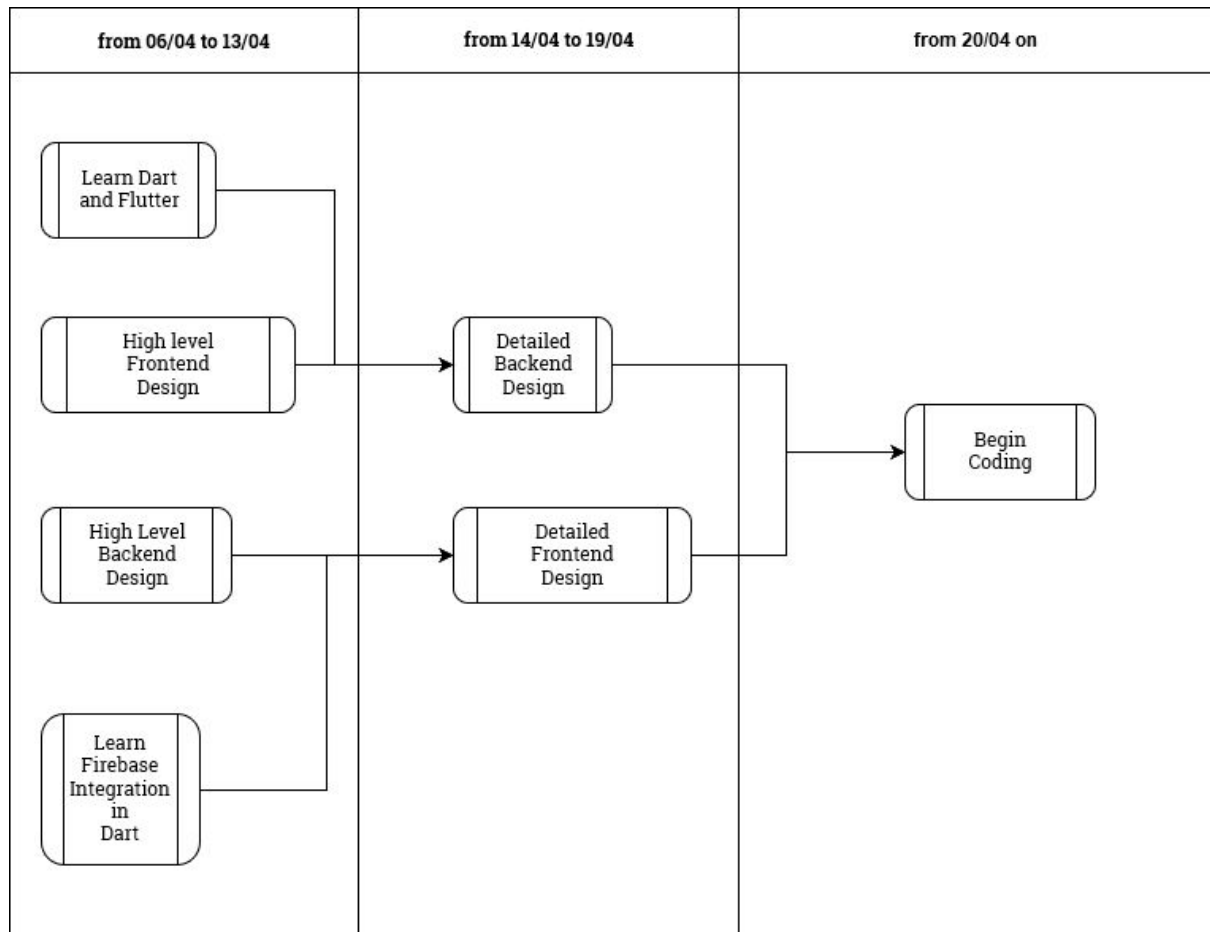 from 06/04 to 13/04
from 14/04 to 19/04
from 20/04 on
Learn Dart
and Flutter
High level
Frontend
Design
High Level
Backend
Design
Learn
Firebase
Integration
in
Dart
Detailed
Backend
Design
Detailed
Frontend
Design
Begin
Coding